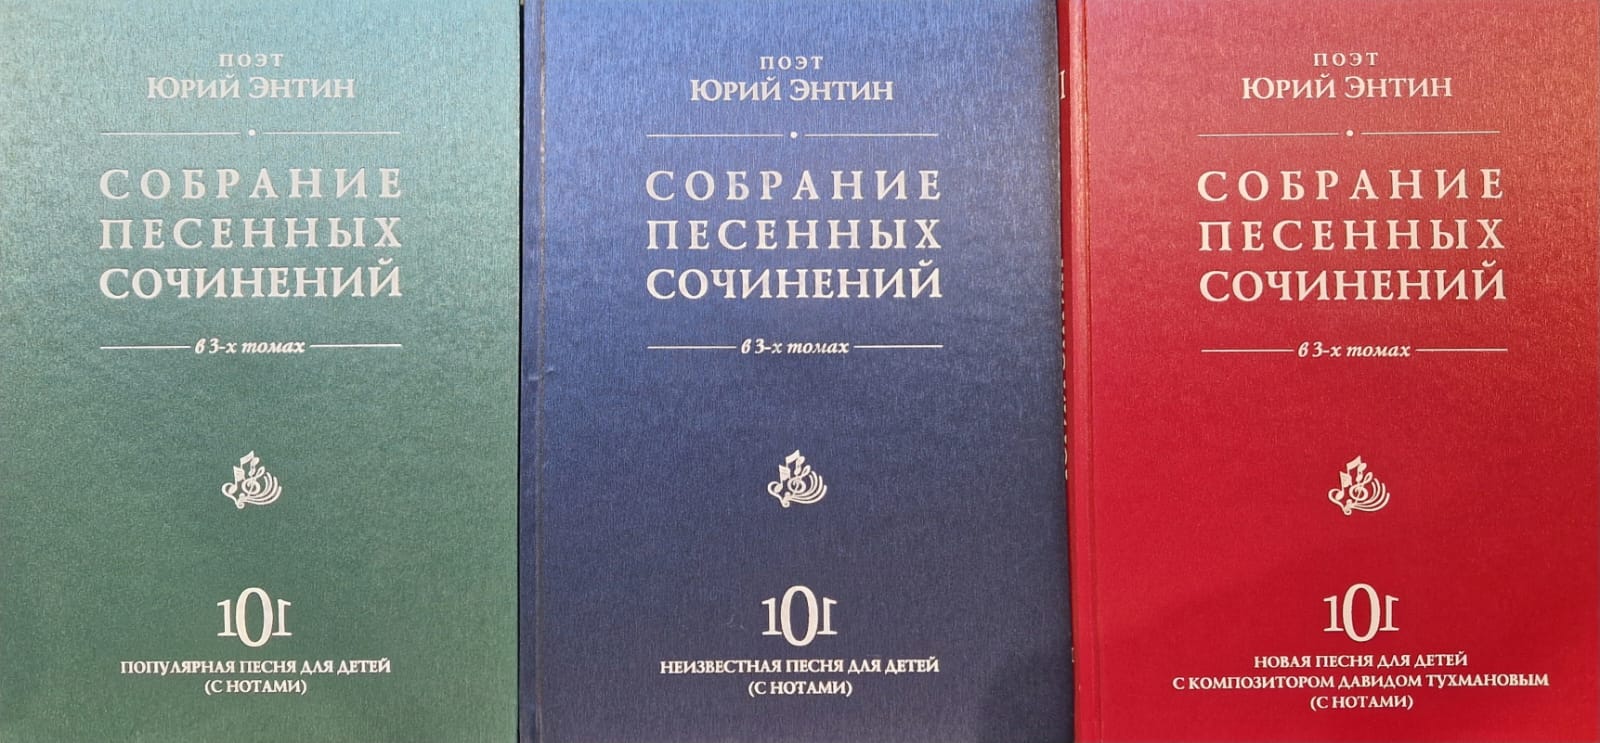 ПОЭТ
ЮРИЙ ЭНТИН
СОБРАНИЕ
ПЕСЕННЫХ
СОЧИНЕНИЙ
в 3-х томах
101
ПОПУЛЯРНАЯ ПЕСНЯ ДЛЯ ДЕТЕЙ
(С НОТАМИ)
ПОЭТ
ЮРИЙ ЭНТИН
СОБРАНИЕ
ПЕСЕННЫХ
СОЧИНЕНИЙ
в 3-х томах
101
НЕИЗВЕСТНАЯ ПЕСНЯ ДЛЯ ДЕТЕЙ
(С НОТАМИ)
ПОЭТ
ЮРИЙ ЭНТИН
СОБРАНИЕ
ПЕСЕННЫХ
СОЧИНЕНИЙ
в 3-х томах
101
НОВАЯ ПЕСНЯ ДЛЯ ДЕТЕЙ
С КОМПОЗИТОРОМ ДАВИДОМ ТУХМАНОВЫМ
(С НОТАМИ)